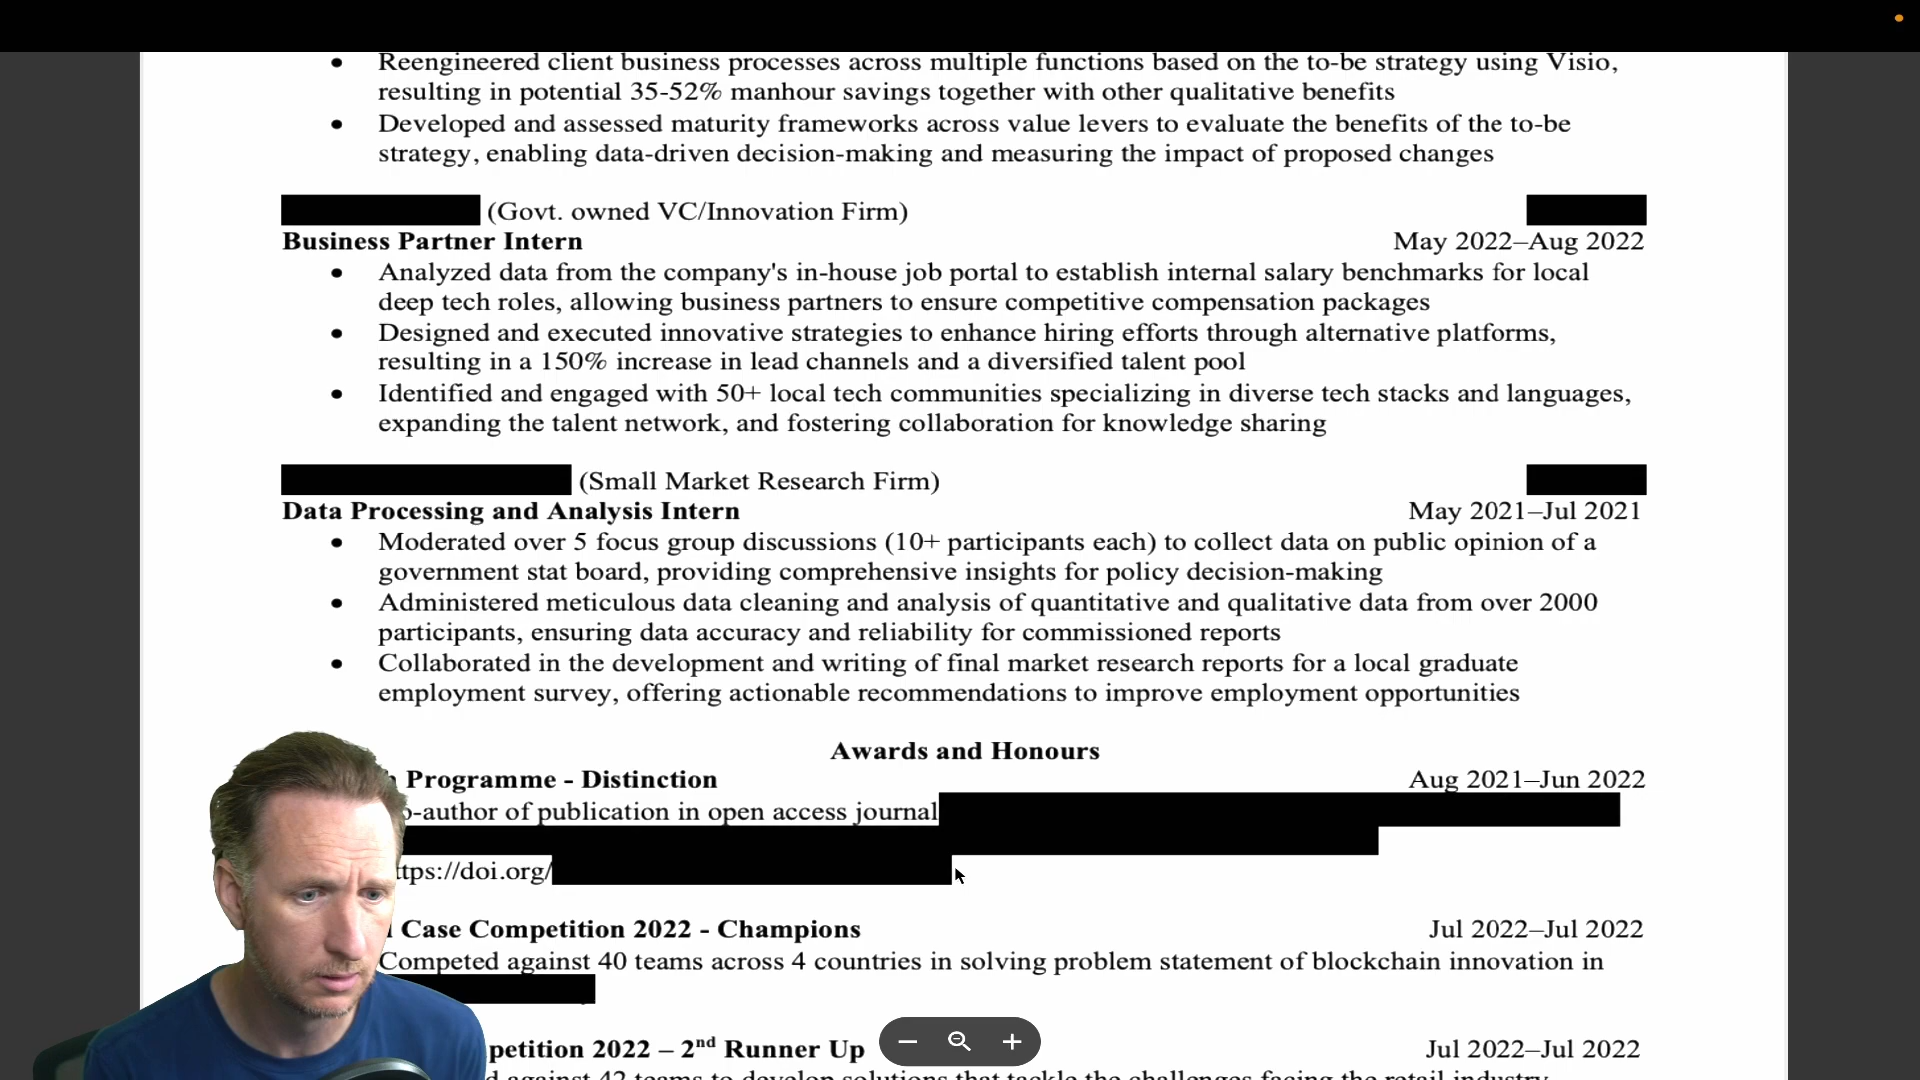 • Reengineered client business processes across multiple functions based on the to-be strategy using Visio,
resulting in potential 35-52% manhour savings together with other qualitative benefits
• Developed and assessed maturity frameworks across value levers to evaluate the benefits of the to-be
strategy, enabling data-driven decision-making and measuring the impact of proposed changes
(Govt. owned VC/Innovation Firm)
Business Partner Intern May 2022–Aug 2022
• Analyzed data from the company's in-house job portal to establish internal salary benchmarks for local
deep tech roles, allowing business partners to ensure competitive compensation packages
• Designed and executed innovative strategies to enhance hiring efforts through alternative platforms,
resulting in a 150% increase in lead channels and a diversified talent pool
• Identified and engaged with 50+ local tech communities specializing in diverse tech stacks and languages,
expanding the talent network, and fostering collaboration for knowledge sharing
(Small Market Research Firm)
Data Processing and Analysis Intern May 2021–Jul 2021
• Moderated over 5 focus group discussions (10+ participants each) to collect data on public opinion of a
government stat board, providing comprehensive insights for policy decision-making
• Administered meticulous data cleaning and analysis of quantitative and qualitative data from over 2000
participants, ensuring data accuracy and reliability for commissioned reports
• Collaborated in the development and writing of final market research reports for a local graduate
employment survey, offering actionable recommendations to improve employment opportunities
Awards and Honours
Programme - Distinction Aug 2021–Jun 2022
o-author of publication in open access journal
ttps://doi.org/
Case Competition 2022 - Champions Jul 2022–Jul 2022
Competed against 40 teams across 4 countries in solving problem statement of blockchain innovation in
petition 2022 – 2nd Runner Up Jul 2022–Jul 2022
d against 42 teams to develop solutions that tackle the challenges facing the retail industry